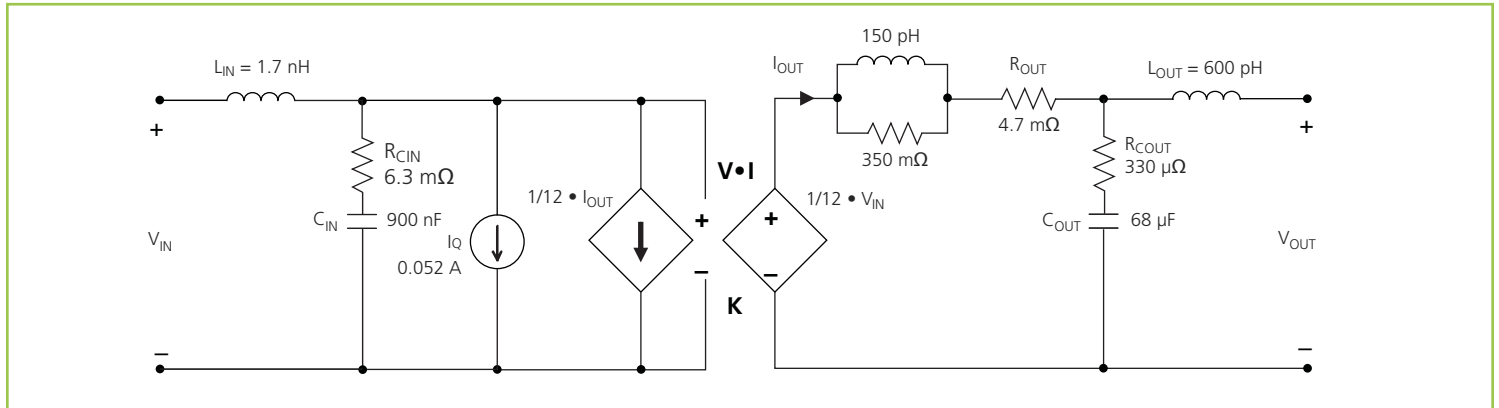 L_IN = 1.7 nH
+
R_CIN
6.3 mΩ
C_IN 900 nF
V_IN
I_Q
0.052 A
–
1/12 • I_OUT
V•I
+
–
K
1/12 • V_IN
+
–
I_OUT
150 pH
350 mΩ
R_OUT
4.7 mΩ
L_OUT = 600 pH
R_COUT
330 µΩ
C_OUT 68 µF
+
V_OUT
–